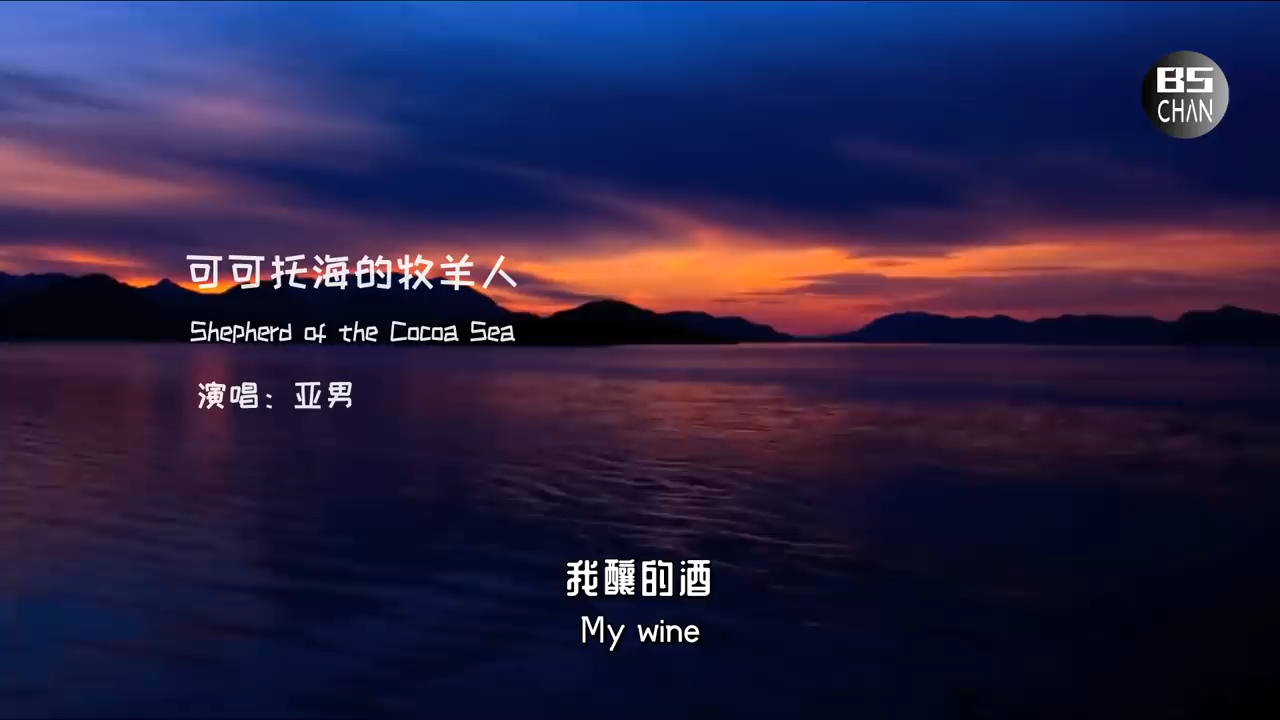 BS
CHAN
可可托海的牧羊人
Shepherd of the Cocoa Sea
演唱：亚男
我釀的酒
My wine